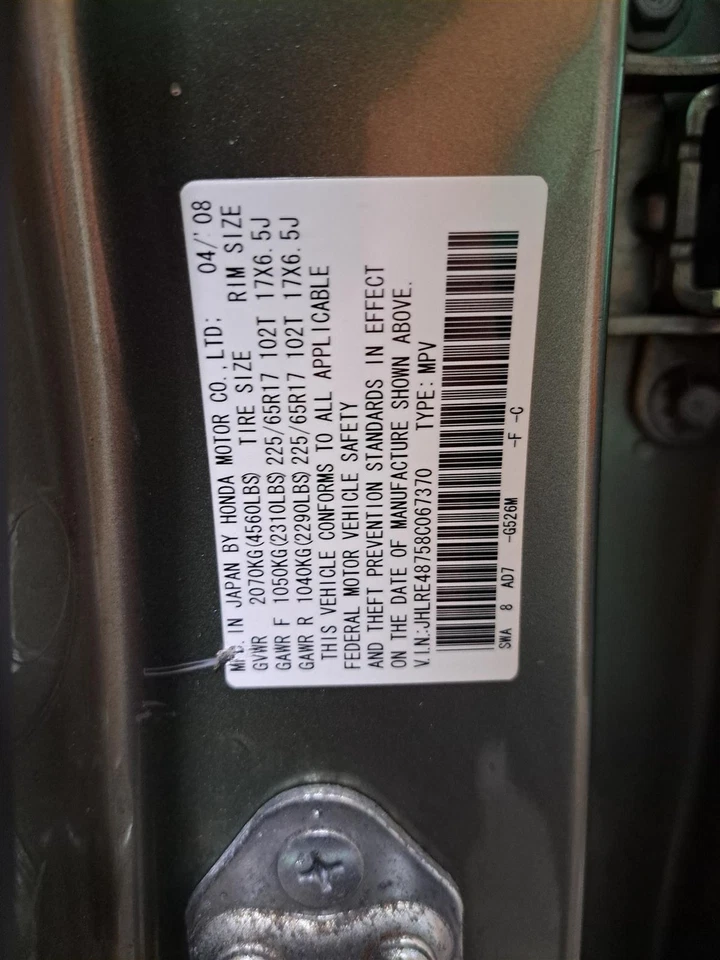 MFD. IN JAPAN BY HONDA MOTOR CO.,LTD: 04/'08
GVWR 2070KG(4560LBS) TIRE SIZE RIM SIZE
GAWR F 1050KG(2310LBS) 225/65R17 102T 17X6.5J
GAWR R 1040KG(2290LBS) 225/65R17 102T 17X6.5J
THIS VEHICLE CONFORMS TO ALL APPLICABLE
FEDERAL MOTOR VEHICLE SAFETY
AND THEFT PREVENTION STANDARDS IN EFFECT
ON THE DATE OF MANUFACTURE SHOWN ABOVE.
V.I.N.:JHLRE48758C067370 TYPE: MPV
SWA 8 AD7 -G526M -F -C